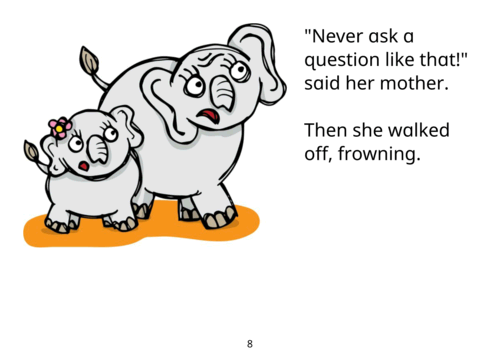 "Never ask a
question like that!"
said her mother.
Then she walked
off, frowning.
8